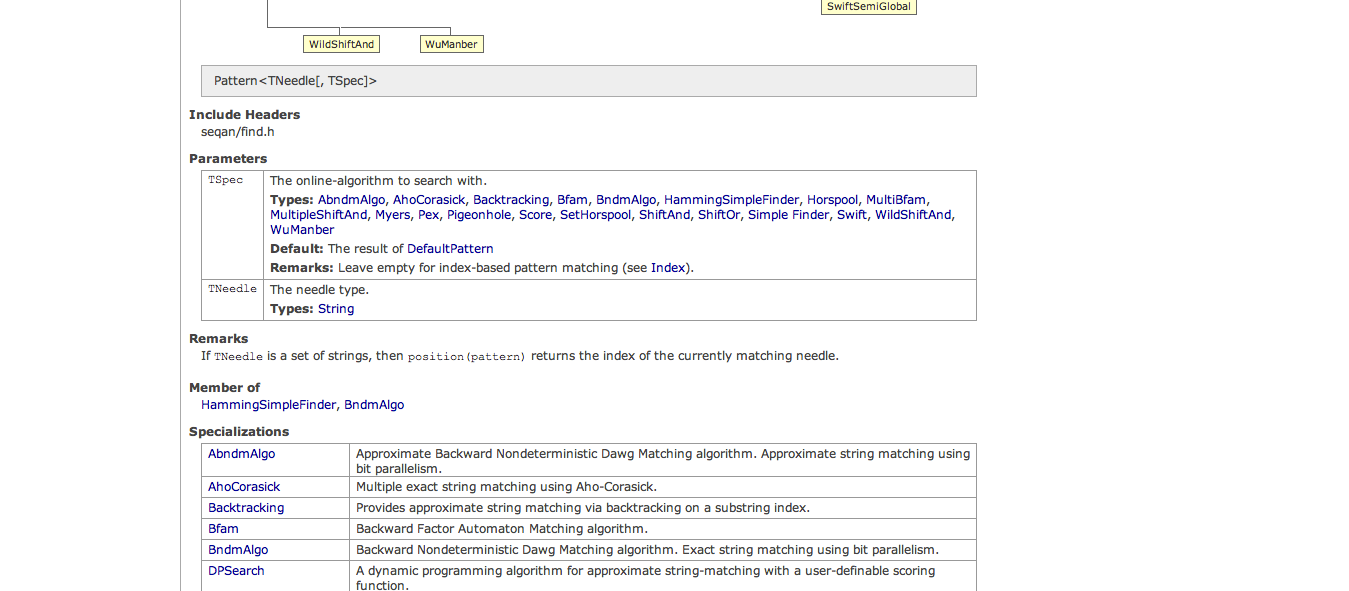 SwiftSemiGlobal
WildShiftAnd
WuManber
Pattern<TNeedle[, TSpec]>
Include Headers
seqan/find.h
Parameters
TSpec
The online-algorithm to search with.
Types: AbndmAlgo, AhoCorasick, Backtracking, Bfam, BndmAlgo, HammingSimpleFinder, Horspool, MultiBfam,
MultipleShiftAnd, Myers, Pex, Pigeonhole, Score, SetHorspool, ShiftAnd, ShiftOr, Simple Finder, Swift, WildShiftAnd,
WuManber
Default: The result of DefaultPattern
Remarks: Leave empty for index-based pattern matching (see Index).
TNeedle
The needle type.
Types: String
Remarks
If TNeedle is a set of strings, then position(pattern) returns the index of the currently matching needle.
Member of
HammingSimpleFinder, BndmAlgo
Specializations
AbndmAlgo
Approximate Backward Nondeterministic Dawg Matching algorithm. Approximate string matching using
bit parallelism.
AhoCorasick
Multiple exact string matching using Aho-Corasick.
Backtracking
Provides approximate string matching via backtracking on a substring index.
Bfam
Backward Factor Automaton Matching algorithm.
BndmAlgo
Backward Nondeterministic Dawg Matching algorithm. Exact string matching using bit parallelism.
DPSearch
A dynamic programming algorithm for approximate string-matching with a user-definable scoring
function.